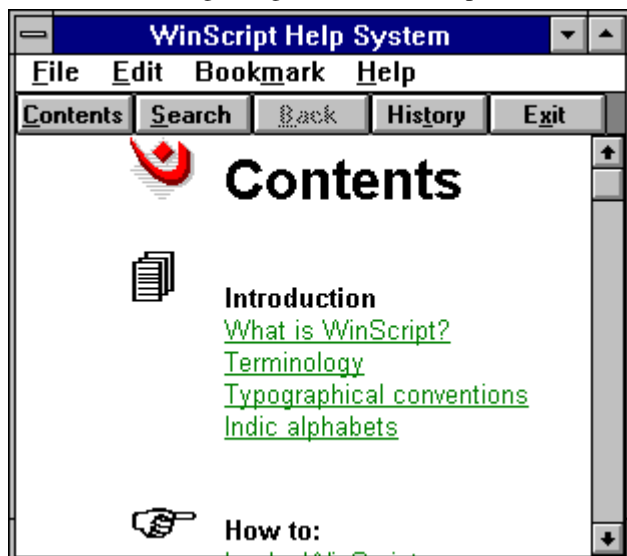 WinScript Help System
File Edit Bookmark Help
Contents Search Back History Exit
Contents
Introduction
What is WinScript?
Terminology
Typographical conventions
Indic alphabets
How to: